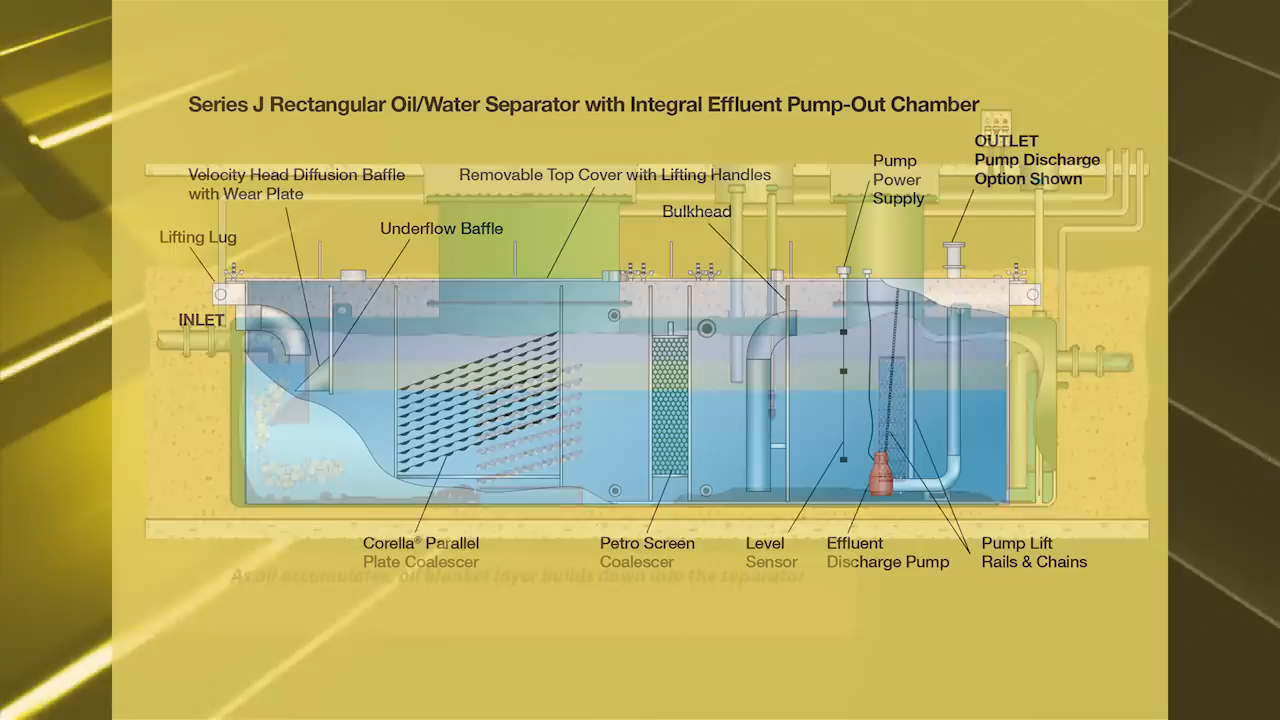 Series J Rectangular Oil/Water Separator with Integral Effluent Pump-Out Chamber
OUTLET
Pump Discharge
Option Shown
Pump
Power
Supply
Velocity Head Diffusion Baffle
with Wear Plate
Removable Top Cover with Lifting Handles
Bulkhead
Underflow Baffle
Lifting Lug
INLET
Corella® Parallel
Plate Coalescer
Petro Screen
Coalescer
Level
Sensor
Effluent
Discharge Pump
Pump Lift
Rails & Chains
As oil accumulates, oil blanket layer builds down into the separator